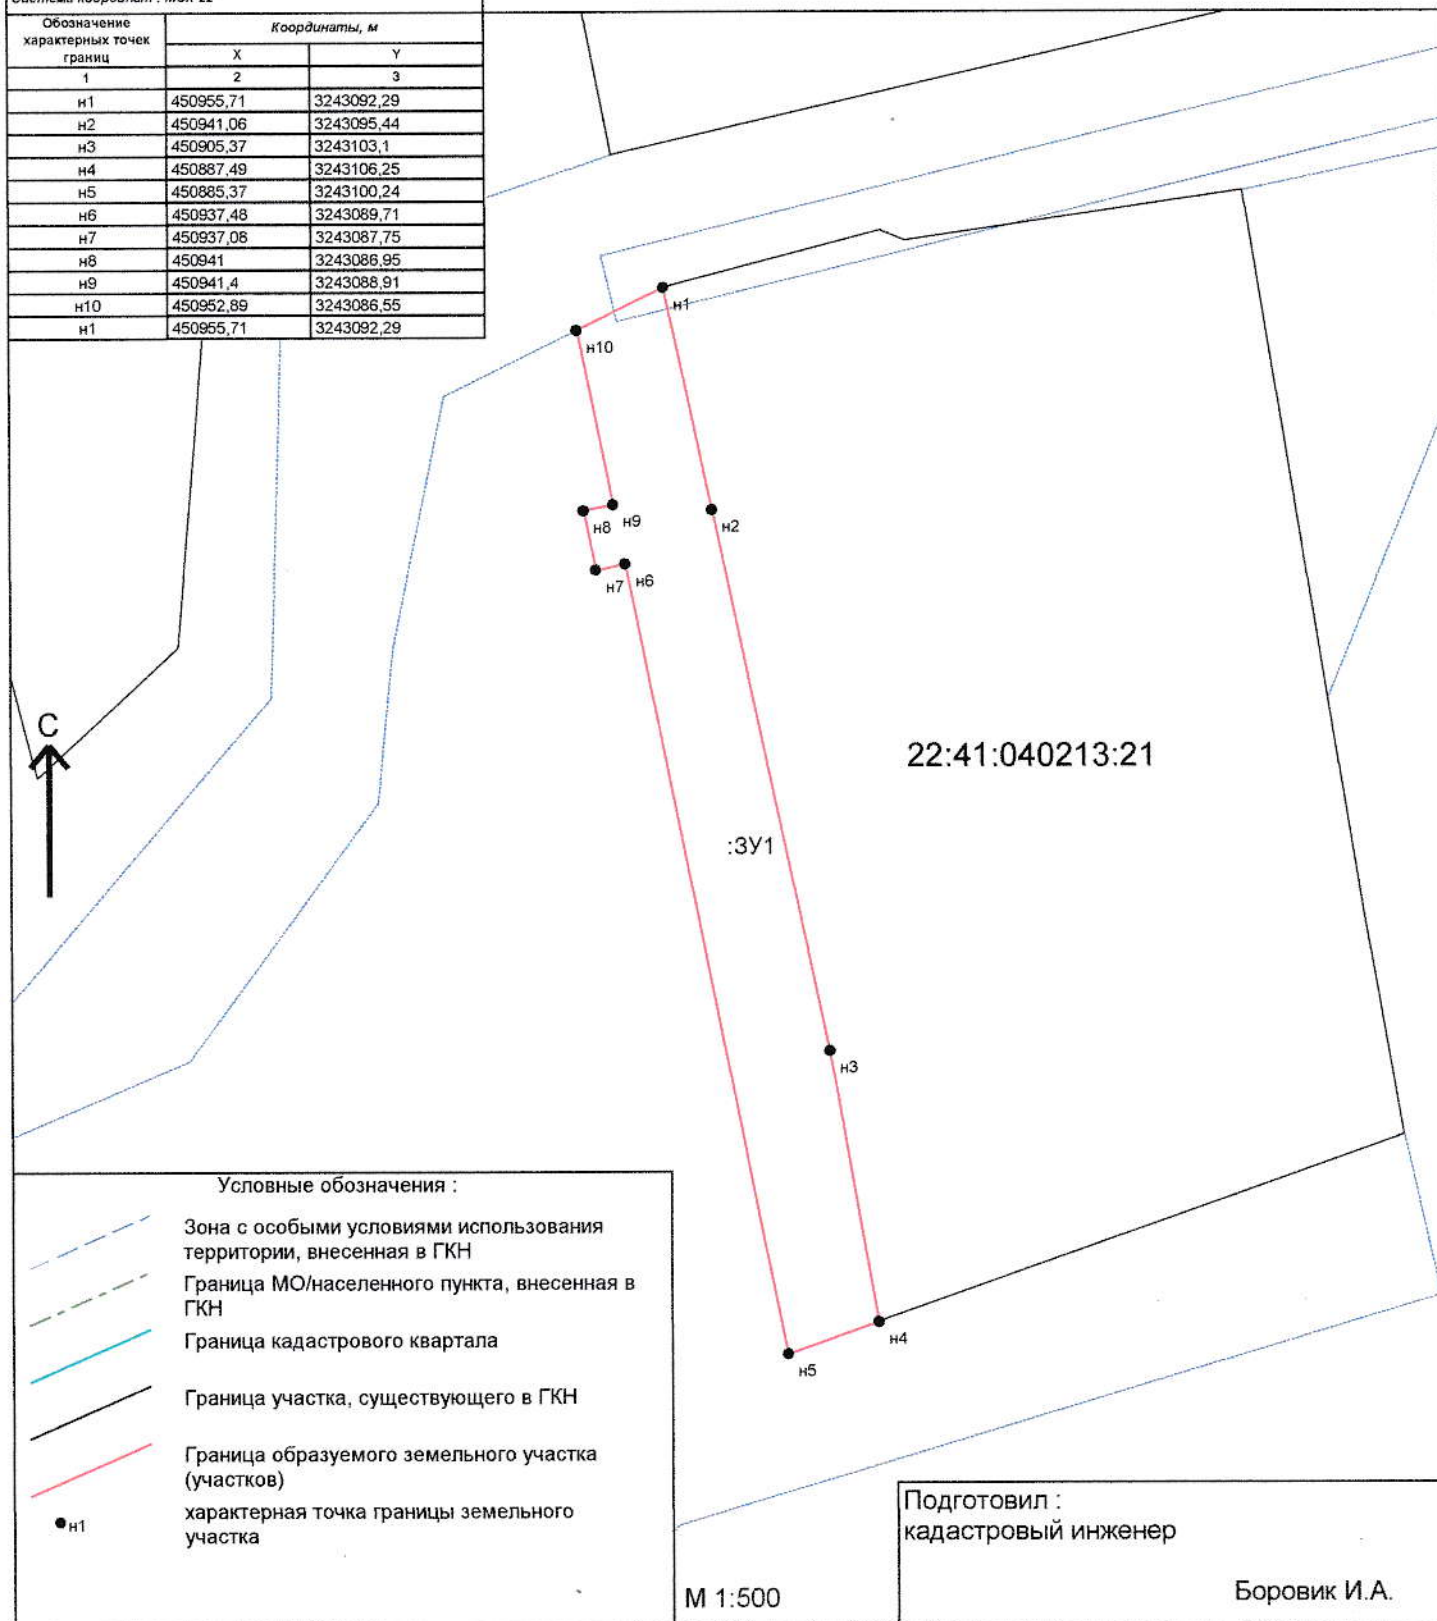 Система координат : МСК-22
Обозначение
характерных точек
границ
Координаты, м
X
Y
1
2
3
н1 450955,71 3243092,29
н2 450941,06 3243095,44
н3 450905,37 3243103,1
н4 450887,49 3243106,25
н5 450885,37 3243100,24
н6 450937,48 3243089,71
н7 450937,08 3243087,75
н8 450941 3243086,95
н9 450941,4 3243088,91
н10 450952,89 3243086,55
н1 450955,71 3243092,29
н1
н10
н9
н8
н2
н6
н7
С
22:41:040213:21
:ЗУ1
н3
н4
н5
Условные обозначения :
Зона с особыми условиями использования
территории, внесенная в ГКН
Граница МО/населенного пункта, внесенная в
ГКН
Граница кадастрового квартала
Граница участка, существующего в ГКН
Граница образуемого земельного участка
(участков)
н1
характерная точка границы земельного
участка
М 1:500
Подготовил :
кадастровый инженер
Боровик И.А.